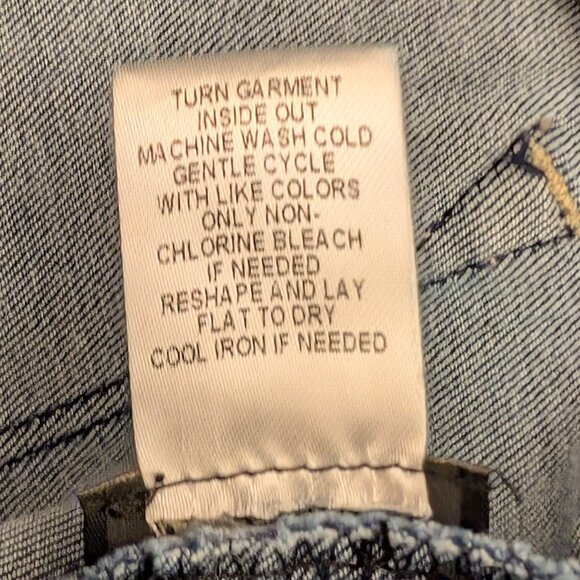 TURN GARMENT
INSIDE OUT
MACHINE WASH COLD
GENTLE CYCLE
WITH LIKE COLORS
ONLY NON-
CHLORINE BLEACH
IF NEEDED
RESHAPE AND LAY
FLAT TO DRY
COOL IRON IF NEEDED